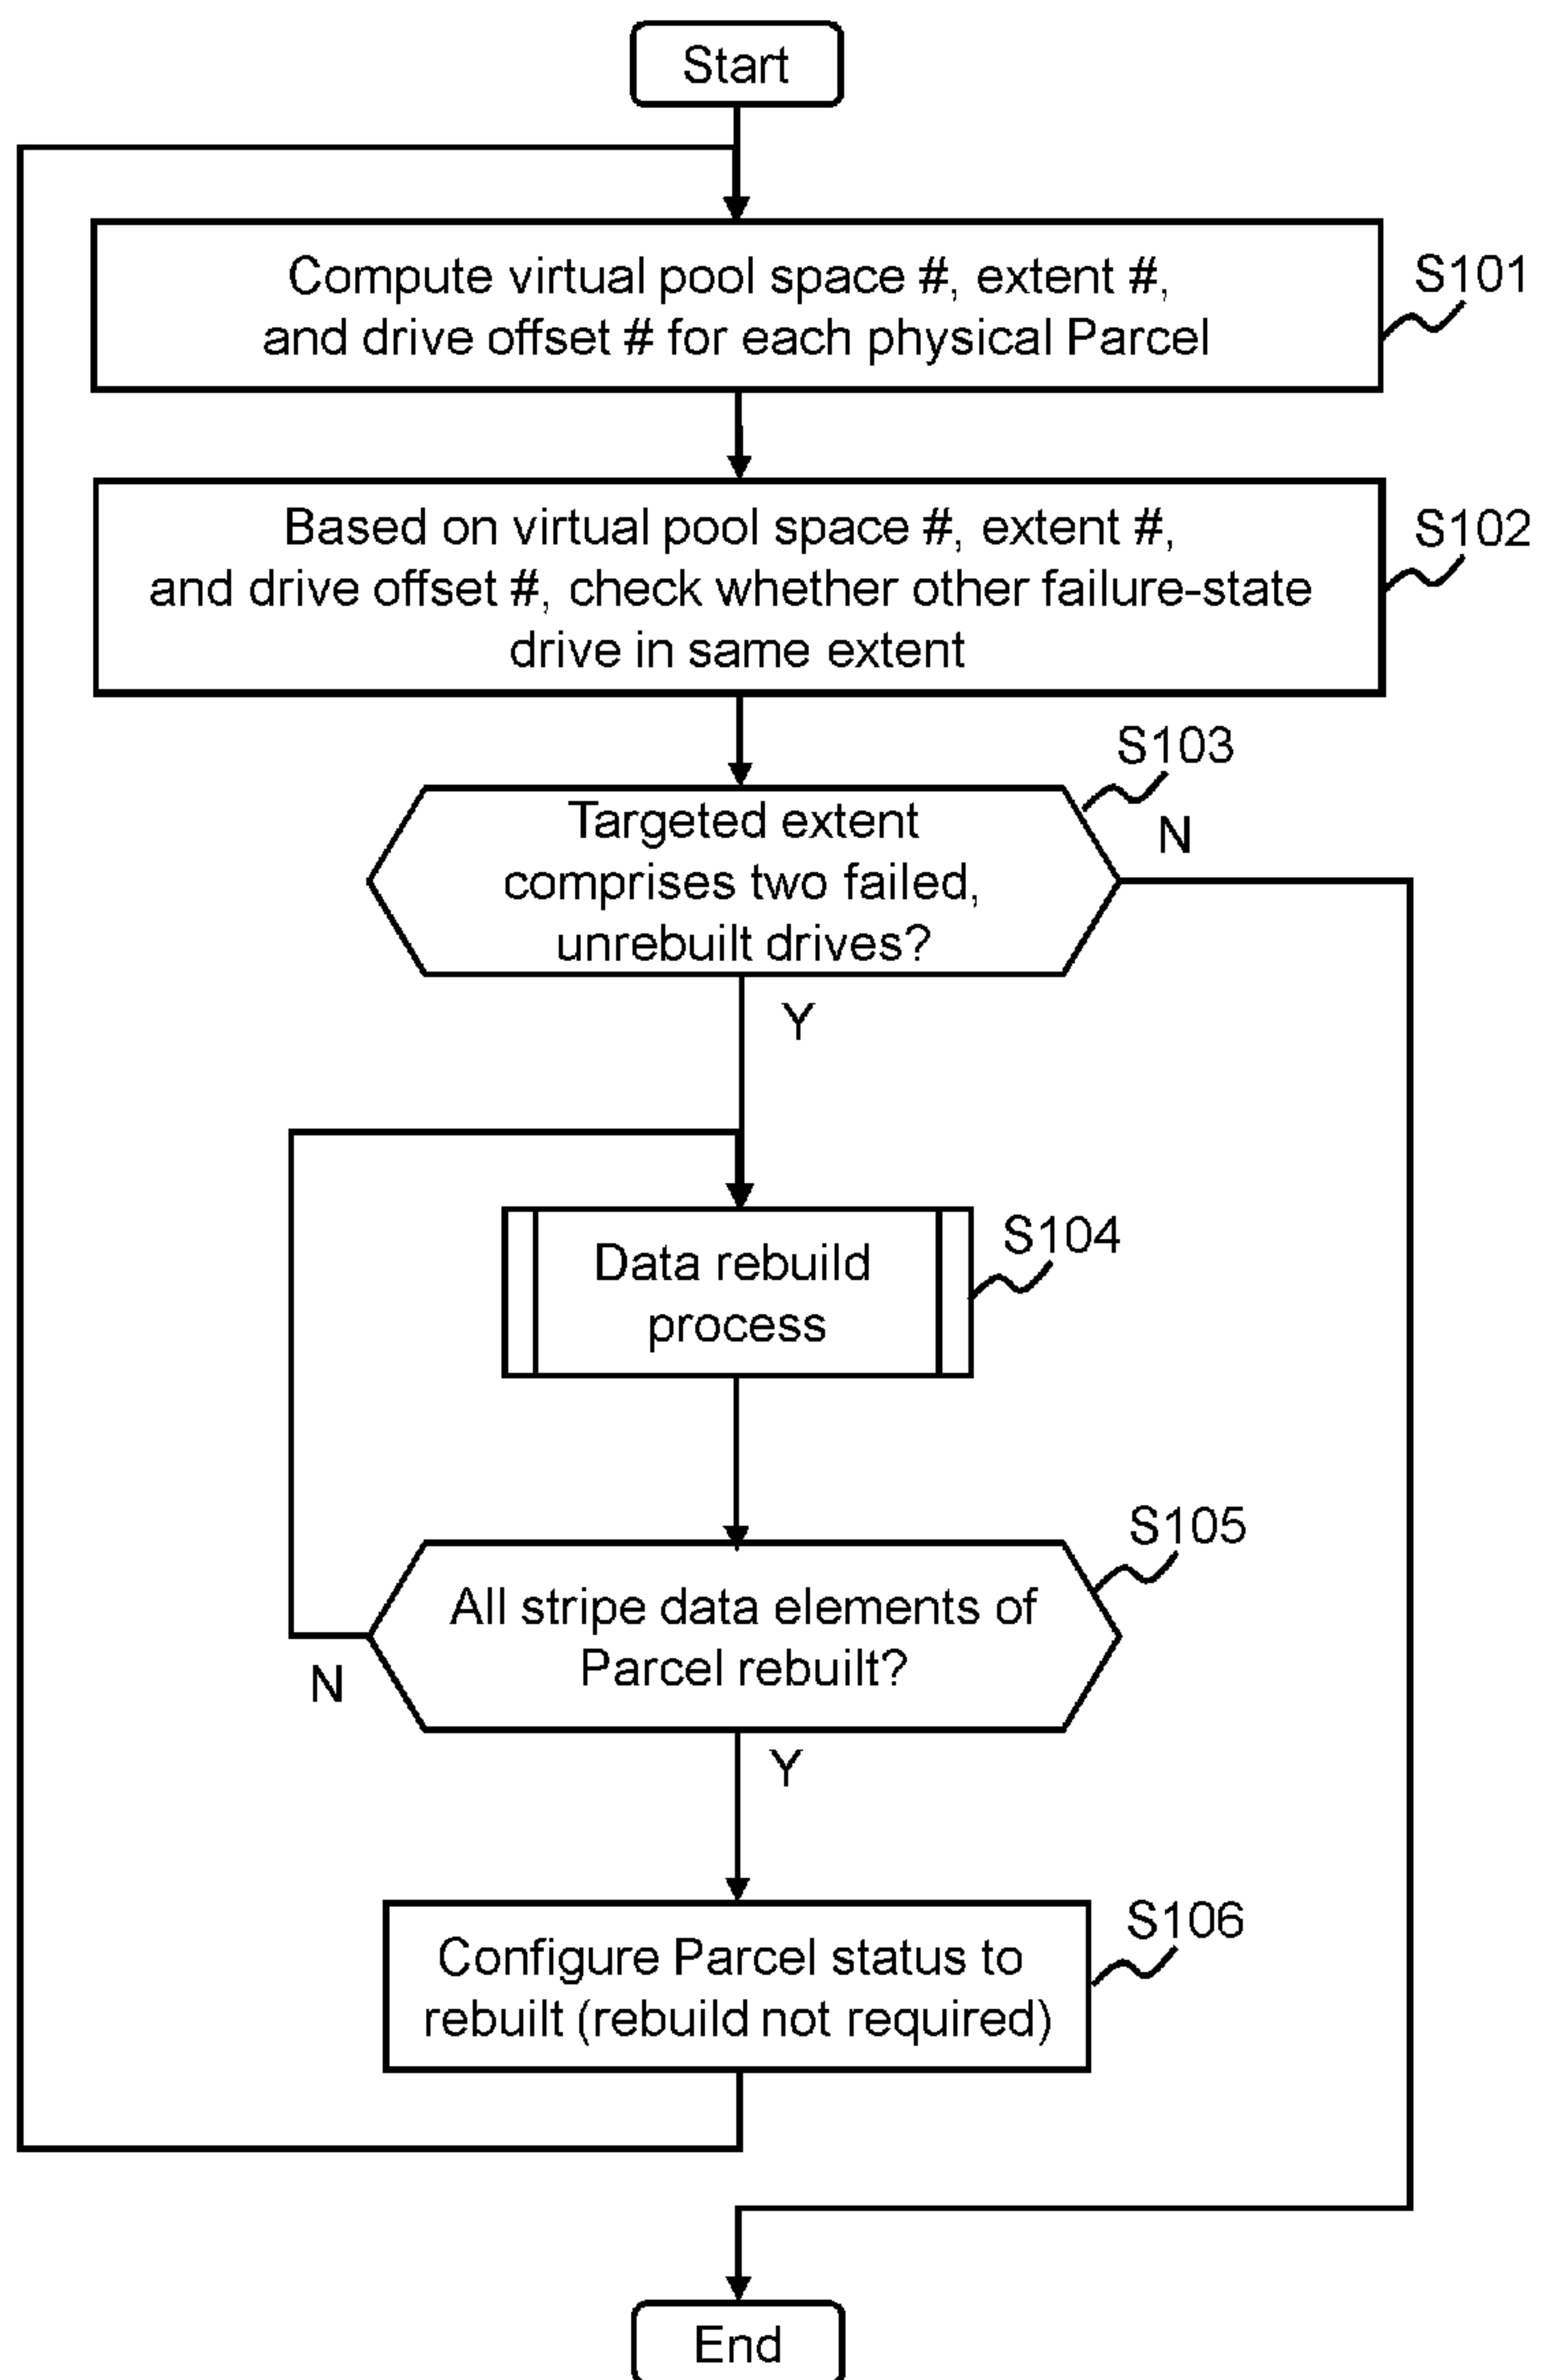 Start
Compute virtual pool space #, extent #,
and drive offset # for each physical Parcel
S101
Based on virtual pool space #, extent #,
and drive offset #, check whether other failure-state
drive in same extent
S102
S103
Targeted extent
comprises two failed,
unrebuilt drives?
N
Y
Data rebuild
process
S104
S105
All stripe data elements of
Parcel rebuilt?
N
Y
S106
Configure Parcel status to
rebuilt (rebuild not required)
End